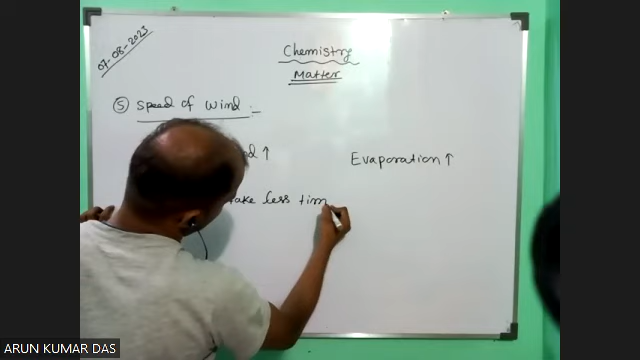 07-08-2023
Chemistry
Matter
⑤ Speed of Wind :-
↑
Evaporation ↑
take less tim
ARUN KUMAR DAS